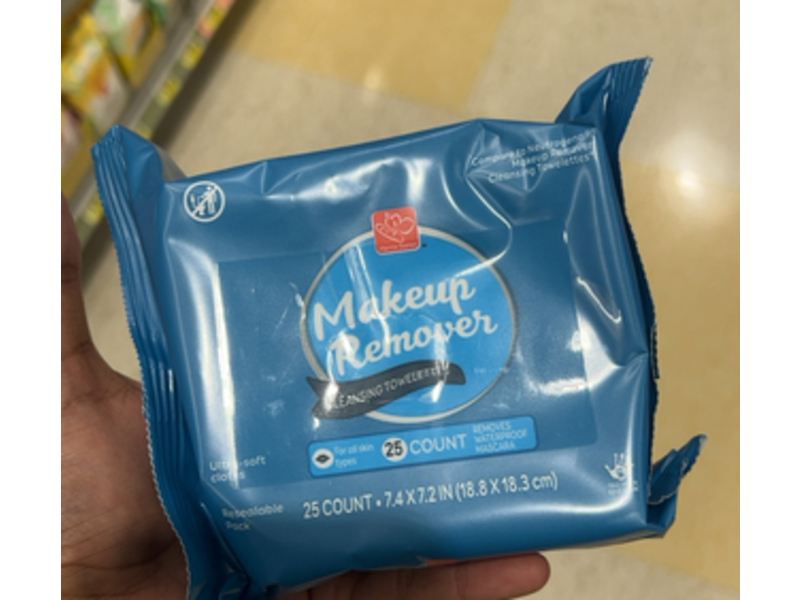 Compare to Neutrogena®
Makeup Remover
Cleansing Towelettes*
Makeup
Remover
CLEANSING TOWELETTES
For all skin
types
25 COUNT
REMOVES
WATERPROOF
MASCARA
Ultra-soft
cloths
Resealable
Pack
25 COUNT • 7.4 X 7.2 IN (18.8 X 18.3 cm)